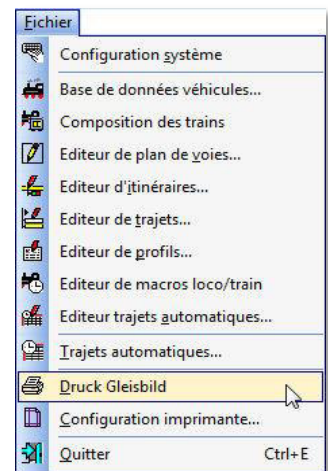 Fichier
Configuration système
Base de données véhicules...
Composition des trains
Editeur de plan de voies...
Editeur d'itinéraires...
Editeur de trajets...
Editeur de profils...
Editeur de macros loco/train
Editeur trajets automatiques...
Trajets automatiques...
Druck Gleisbild
Configuration imprimante...
Quitter Ctrl+E